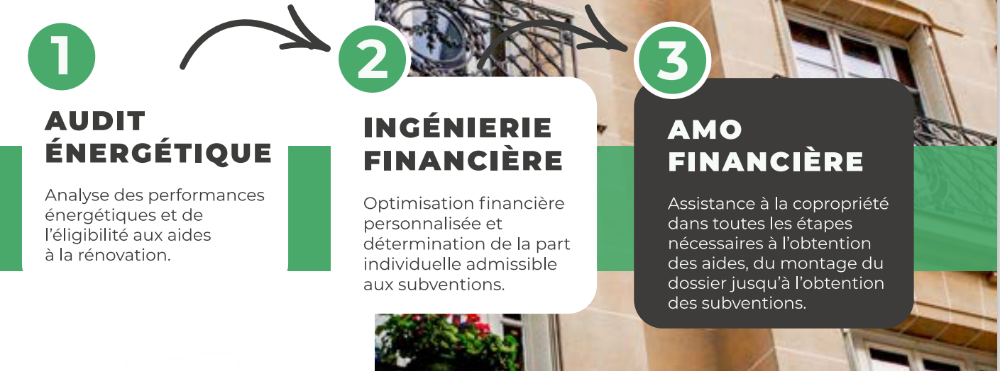 1
AUDIT
ÉNERGÉTIQUE
Analyse des performances
énergétiques et de
l’éligibilité aux aides
à la rénovation.
2
INGÉNIERIE
FINANCIÈRE
Optimisation financière
personnalisée et
détermination de la part
individuelle admissible
aux subventions.
3
AMO
FINANCIÈRE
Assistance à la copropriété
dans toutes les étapes
nécessaires à l’obtention
des aides, du montage du
dossier jusqu’à l’obtention
des subventions.